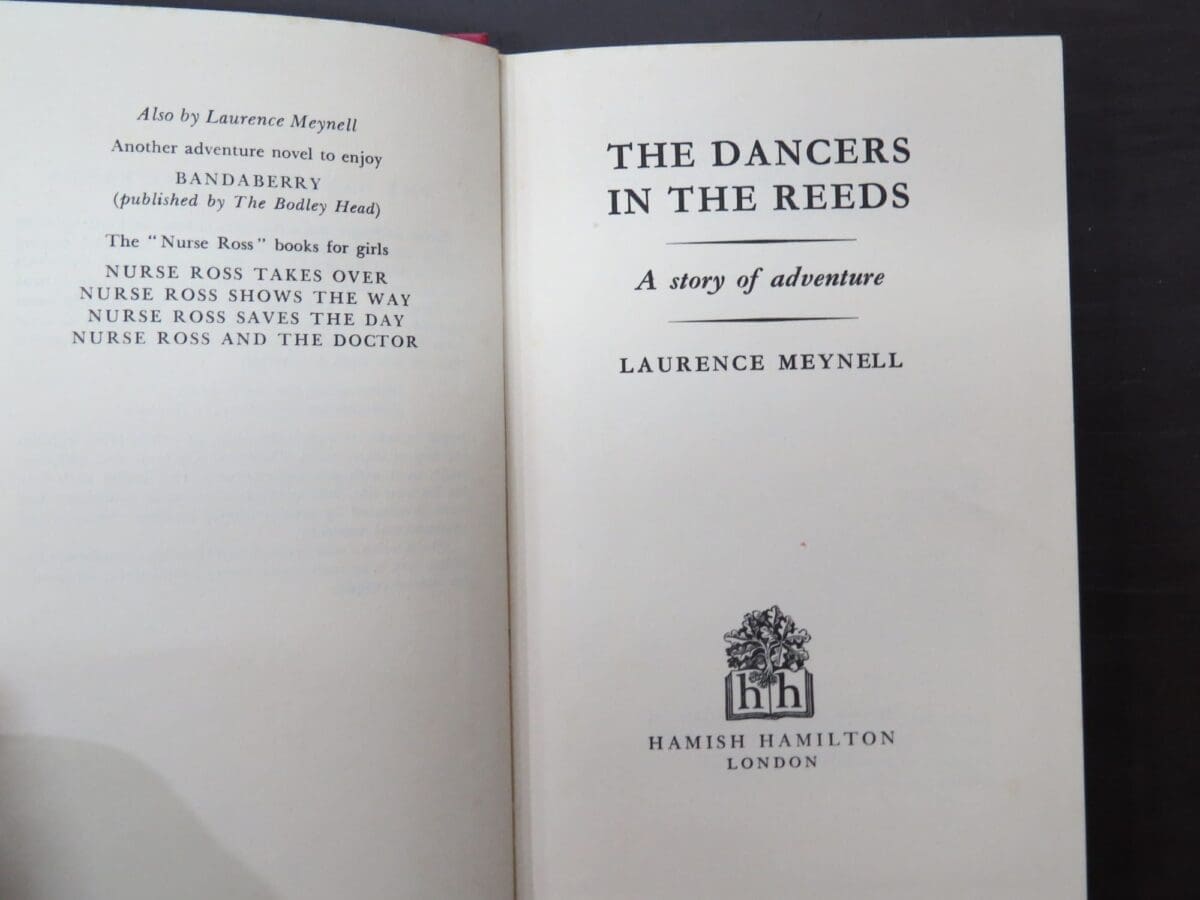 Also by Laurence Meynell
Another adventure novel to enjoy
BANDABERRY
(published by The Bodley Head)
The "Nurse Ross" books for girls
NURSE ROSS TAKES OVER
NURSE ROSS SHOWS THE WAY
NURSE ROSS SAVES THE DAY
NURSE ROSS AND THE DOCTOR
THE DANCERS
IN THE REEDS
A story of adventure
LAURENCE MEYNELL
h h
HAMISH HAMILTON
LONDON